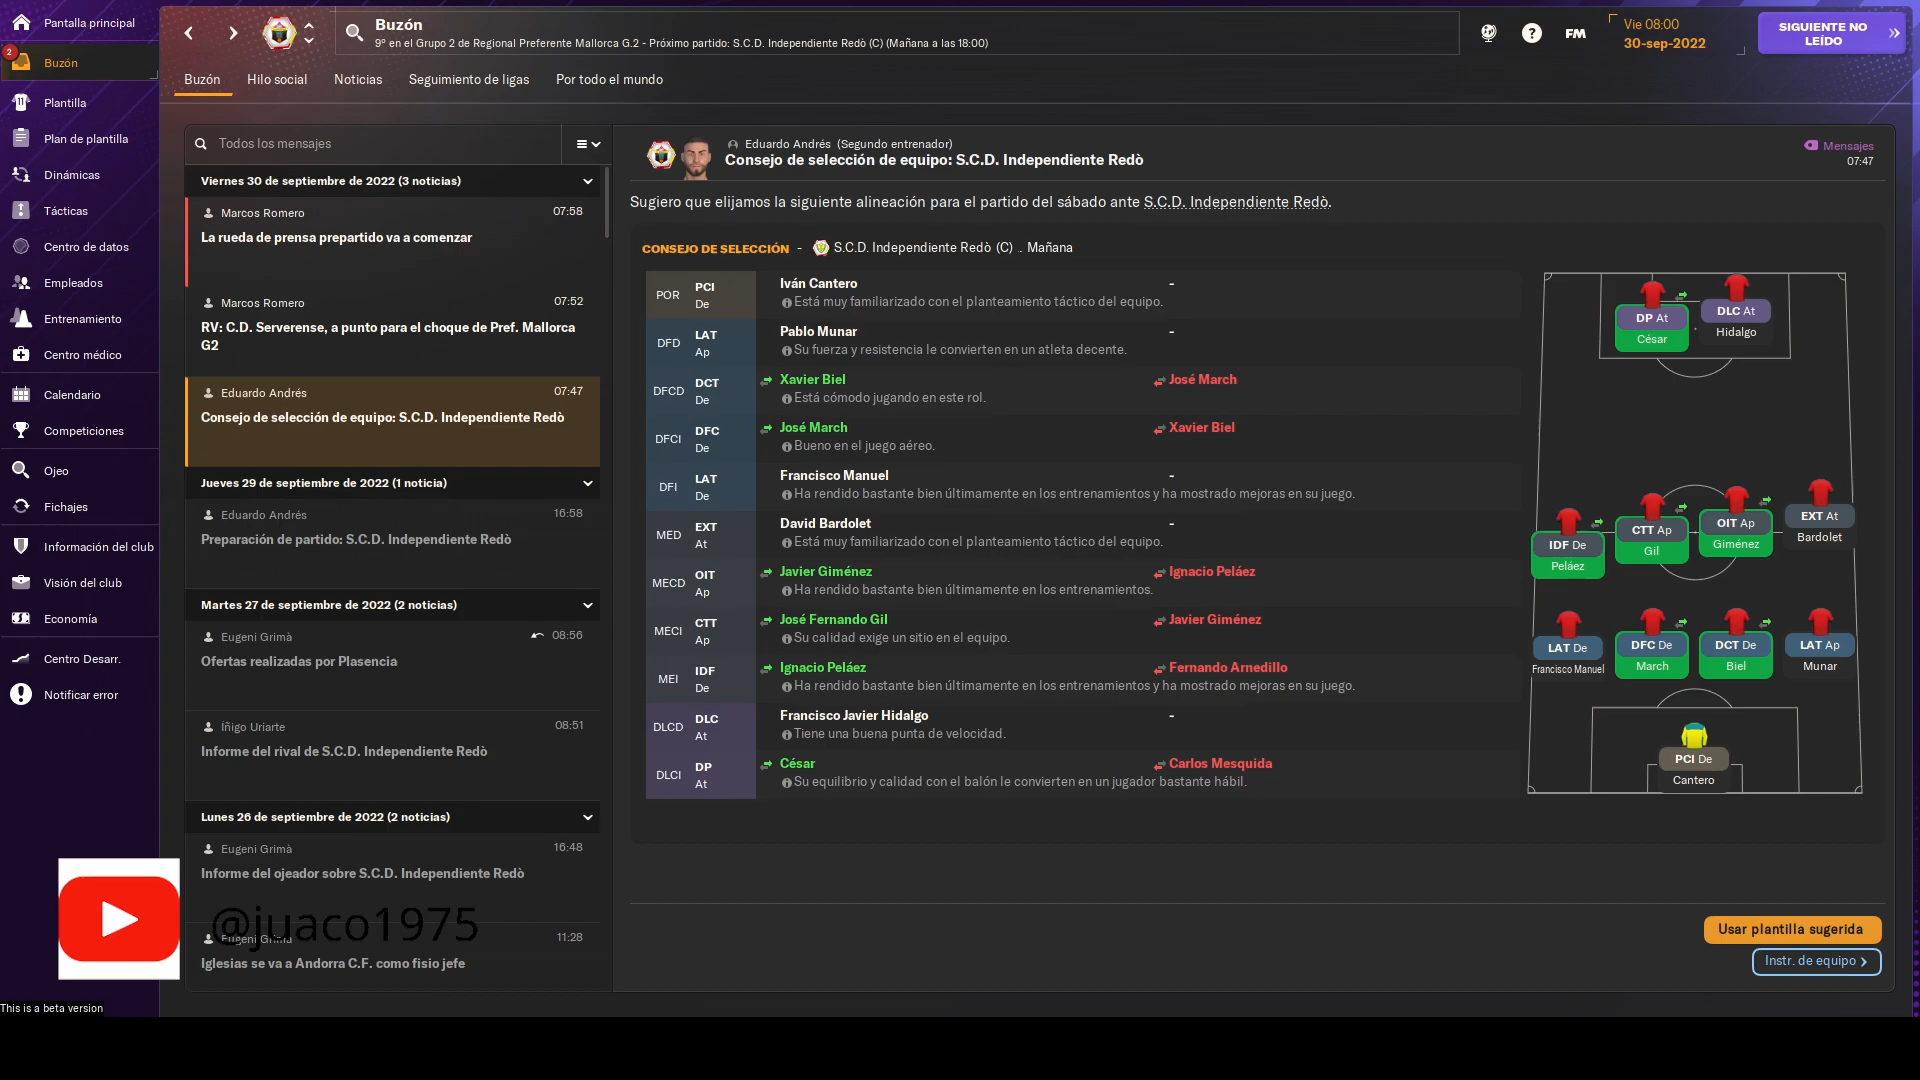 Pantalla principal
2
Buzón
Plantilla
Plan de plantilla
Dinámicas
Tácticas
Centro de datos
Empleados
Entrenamiento
Centro médico
Calendario
Competiciones
Ojeo
Fichajes
Información del club
Visión del club
Economía
Centro Desarr.
Notificar error
Buzón
9º en el Grupo 2 de Regional Preferente Mallorca G.2 - Próximo partido: S.C.D. Independiente Redò (C) (Mañana a las 18:00)
FM
Vie 08:00
30-sep-2022
SIGUIENTE NO LEÍDO
Buzón Hilo social Noticias Seguimiento de ligas Por todo el mundo
Todos los mensajes
Viernes 30 de septiembre de 2022 (3 noticias)
Marcos Romero 07:58
La rueda de prensa prepartido va a comenzar
Marcos Romero 07:52
RV: C.D. Serverense, a punto para el choque de Pref. Mallorca
G2
Eduardo Andrés 07:47
Consejo de selección de equipo: S.C.D. Independiente Redò
Jueves 29 de septiembre de 2022 (1 noticia)
Eduardo Andrés 16:58
Preparación de partido: S.C.D. Independiente Redò
Martes 27 de septiembre de 2022 (2 noticias)
Eugeni Grimà 08:56
Ofertas realizadas por Plasencia
Íñigo Uriarte 08:51
Informe del rival de S.C.D. Independiente Redò
Lunes 26 de septiembre de 2022 (2 noticias)
Eugeni Grimà 16:48
Informe del ojeador sobre S.C.D. Independiente Redò
@juaco1975
Eugeni Grimà 11:28
Iglesias se va a Andorra C.F. como fisio jefe
This is a beta version
Eduardo Andrés (Segundo entrenador)
Consejo de selección de equipo: S.C.D. Independiente Redò
Mensajes
07:47
Sugiero que elijamos la siguiente alineación para el partido del sábado ante S.C.D. Independiente Redò.
CONSEJO DE SELECCIÓN - S.C.D. Independiente Redò (C) . Mañana
POR PCI De Iván Cantero -
Está muy familiarizado con el planteamiento táctico del equipo.
DFD LAT Ap Pablo Munar -
Su fuerza y resistencia le convierten en un atleta decente.
DFCD DCT De Xavier Biel José March
Está cómodo jugando en este rol.
DFCI DFC De José March Xavier Biel
Bueno en el juego aéreo.
DFI LAT De Francisco Manuel -
Ha rendido bastante bien últimamente en los entrenamientos y ha mostrado mejoras en su juego.
MED EXT At David Bardolet -
Está muy familiarizado con el planteamiento táctico del equipo.
MECD OIT Ap Javier Giménez Ignacio Peláez
Ha rendido bastante bien últimamente en los entrenamientos.
MECI CTT Ap José Fernando Gil Javier Giménez
Su calidad exige un sitio en el equipo.
MEI IDF De Ignacio Peláez Fernando Arnedillo
Ha rendido bastante bien últimamente en los entrenamientos y ha mostrado mejoras en su juego.
DLCD DLC At Francisco Javier Hidalgo -
Tiene una buena punta de velocidad.
DLCI DP At César Carlos Mesquida
Su equilibrio y calidad con el balón le convierten en un jugador bastante hábil.
DP At DLC At
César Hidalgo
IDF De CTT Ap OIT Ap EXT At
Peláez Gil Giménez Bardolet
LAT De DFC De DCT De LAT Ap
Francisco Manuel March Biel Munar
PCI De
Cantero
Usar plantilla sugerida
Instr. de equipo